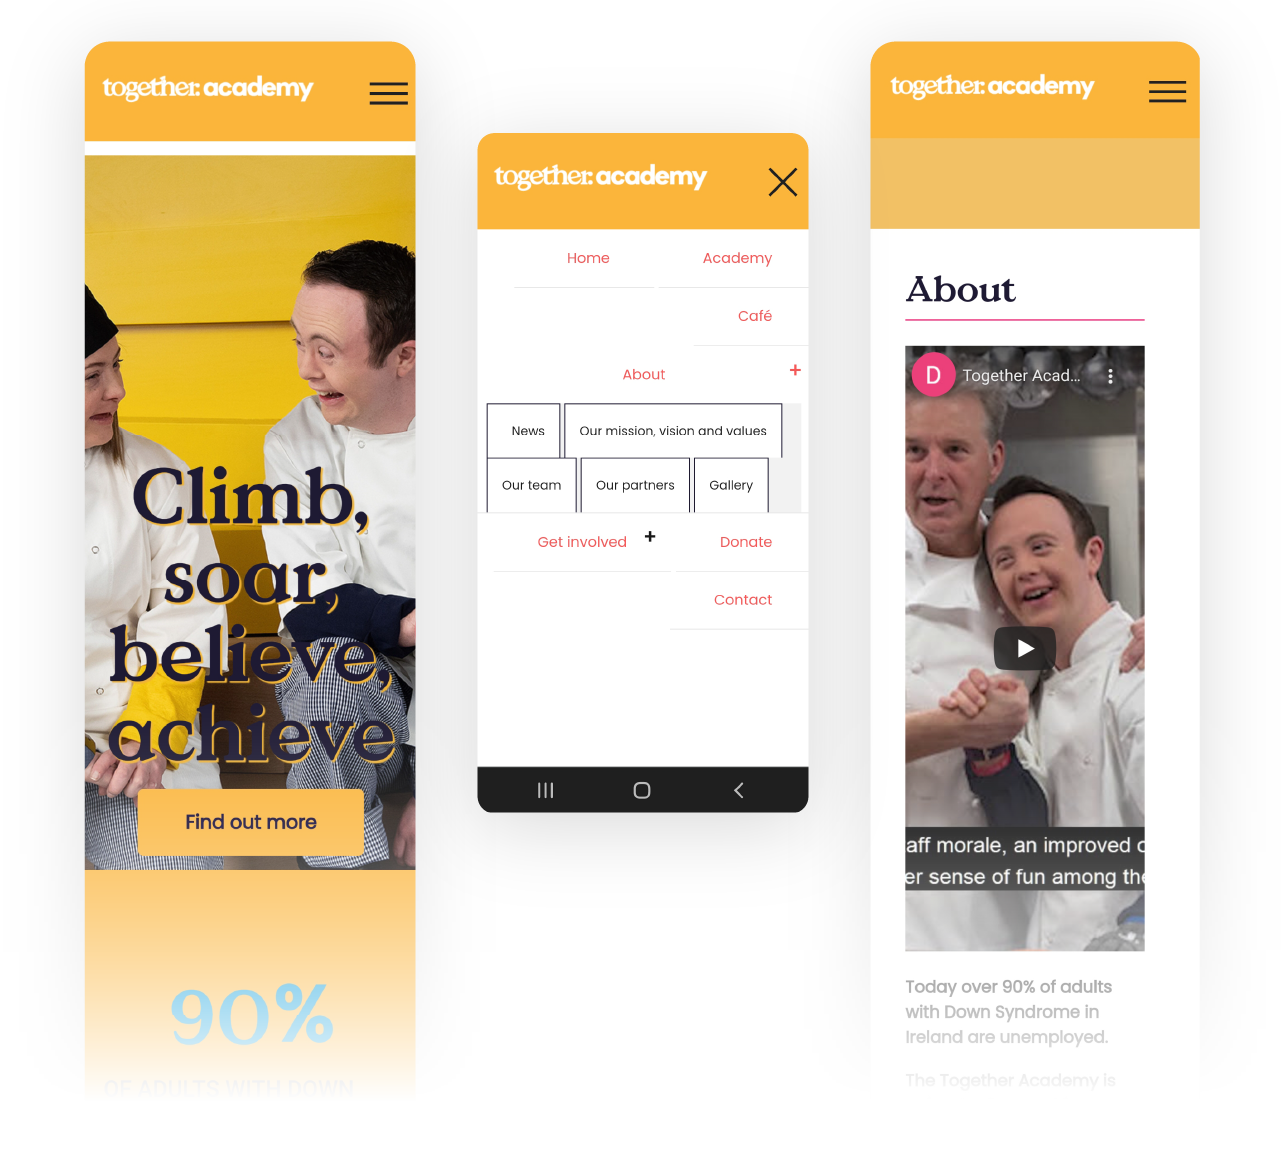 together: academy
Climb,
soar,
believe,
achieve
Find out more
90%
OF ADULTS WITH DOWN
together: academy
Home Academy
Café
About +
News Our mission, vision and values
Our team Our partners Gallery
Get involved + Donate
Contact
together: academy
About
D Together Acad...
aff morale, an improved
er sense of fun among the
Today over 90% of adults
with Down Syndrome in
Ireland are unemployed.
The Together Academy is